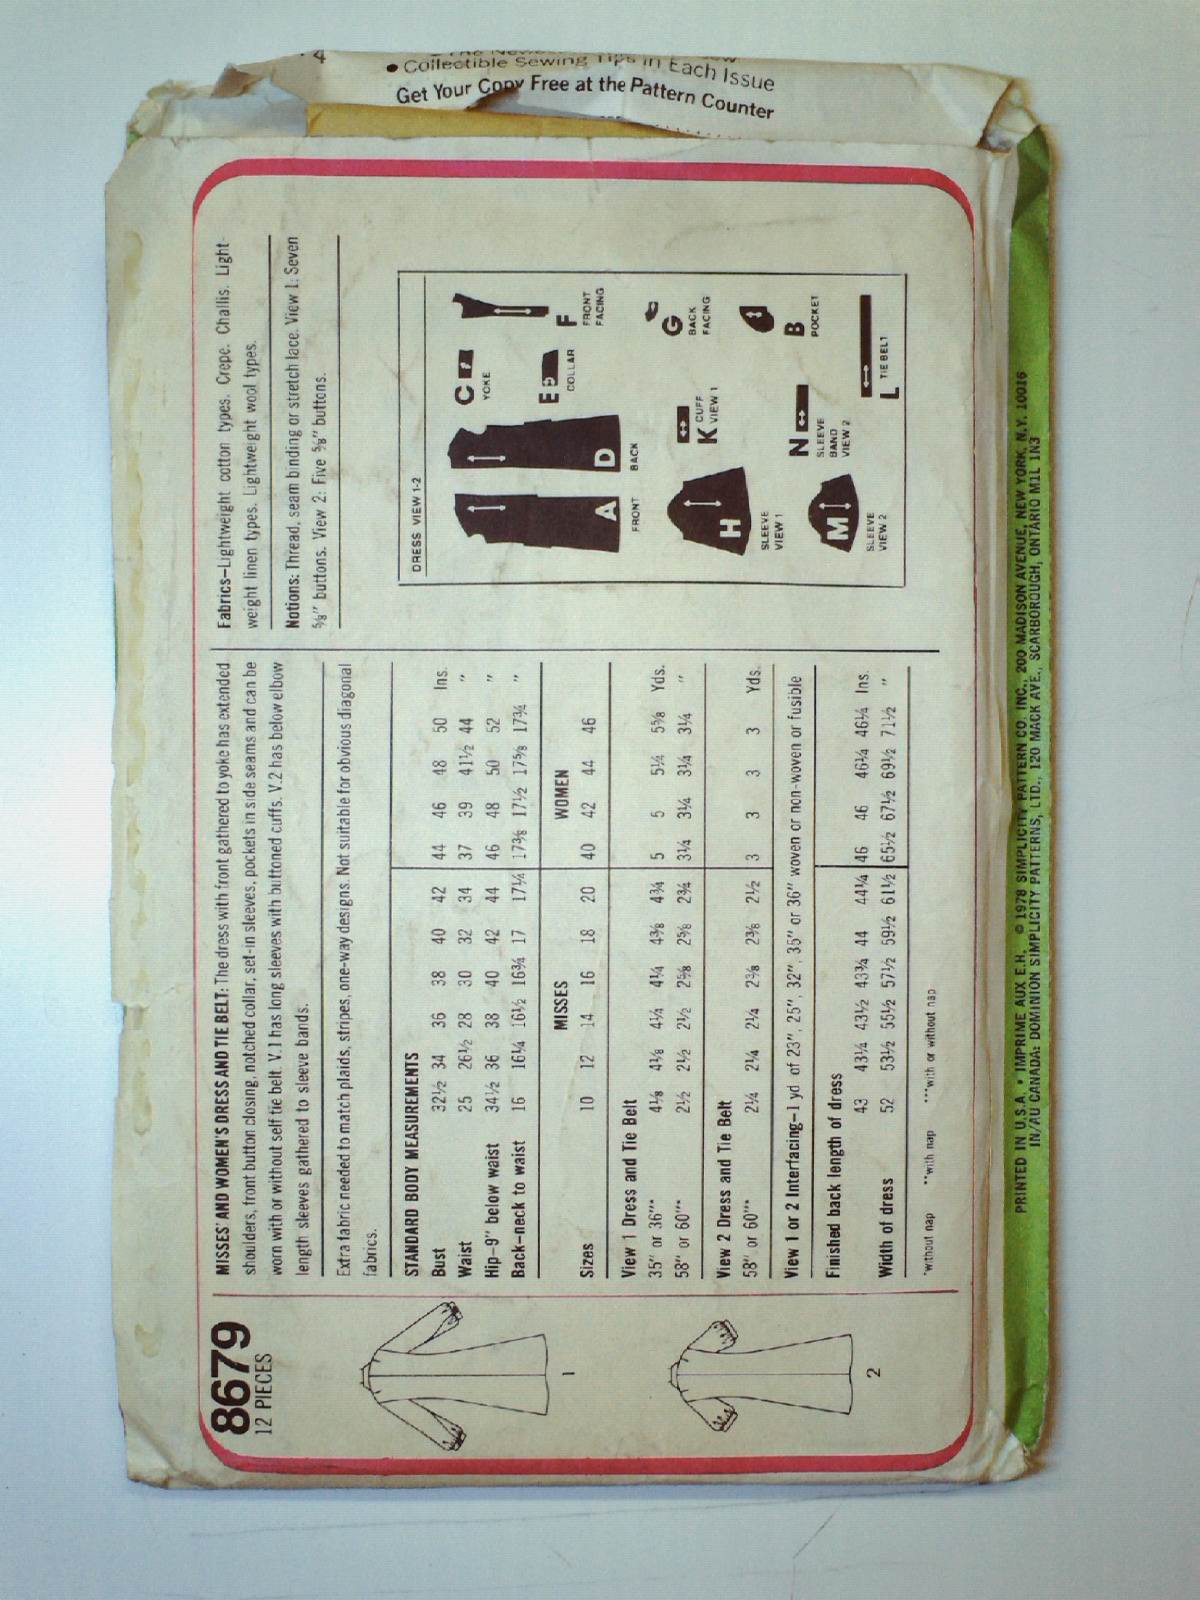 4
Collectible Sewing Tips in Each Issue
Get Your Copy Free at the Pattern Counter
8679
12 PIECES
1
2
MISSES' AND WOMEN'S DRESS AND TIE BELT: The dress with front gathered to yoke has extended
shoulders, front button closing, notched collar, set-in sleeves, pockets in side seams and can be
worn with or without self tie belt. V.1 has long sleeves with buttoned cuffs. V.2 has below elbow
length sleeves gathered to sleeve bands.
Extra fabric needed to match plaids, stripes, one-way designs. Not suitable for obvious diagonal
fabrics.
STANDARD BODY MEASUREMENTS
Bust 32½ 34 36 38 40 42 44 46 48 50 Ins.
Waist 25 26½ 28 30 32 34 37 39 41½ 44 "
Hip-9" below waist 34½ 36 38 40 42 44 46 48 50 52 "
Back-neck to waist 16 16¼ 16½ 16¾ 17 17¼ 17⅜ 17½ 17⅝ 17¾ "
MISSES WOMEN
Sizes 10 12 14 16 18 20 40 42 44 46
View 1 Dress and Tie Belt
35" or 36"*** 4⅛ 4⅛ 4¼ 4¼ 4⅜ 4¾ 5 5 5¼ 5⅝ Yds.
58" or 60"*** 2½ 2½ 2½ 2⅝ 2⅝ 2¾ 3¼ 3¼ 3¼ 3¼ "
View 2 Dress and Tie Belt
58" or 60"*** 2¼ 2¼ 2¼ 2⅜ 2⅜ 2½ 3 3 3 3 Yds.
View 1 or 2 Interfacing-1 yd of 23", 25", 32", 35" or 36" woven or non-woven or fusible
Finished back length of dress
43 43¼ 43½ 43¾ 44 44¼ 46 46 46¼ 46¼ Ins.
Width of dress 52 53½ 55½ 57½ 59½ 61½ 65½ 67½ 69½ 71½ "
*without nap **with nap ***with or without nap
Fabrics-Lightweight cotton types. Crepe. Challis. Light-
weight linen types. Lightweight wool types.
Notions: Thread, seam binding or stretch lace. View 1: Seven
⅝" buttons. View 2: Five ⅝" buttons.
DRESS VIEW 1-2
A
FRONT
D
BACK
C
YOKE
E
COLLAR
F
FRONT
FACING
H
SLEEVE
VIEW 1
K CUFF
VIEW 1
G
BACK
FACING
M
SLEEVE
VIEW 2
N
SLEEVE
BAND
VIEW 2
B
POCKET
L TIE BELT
PRINTED IN U.S.A. • IMPRIME AUX E.H. © 1978 SIMPLICITY PATTERN CO. INC., 200 MADISON AVENUE, NEW YORK, N.Y. 10016
IN/AU CANADA: DOMINION SIMPLICITY PATTERNS, LTD., 120 MACK AVE., SCARBOROUGH, ONTARIO M1L 1N3